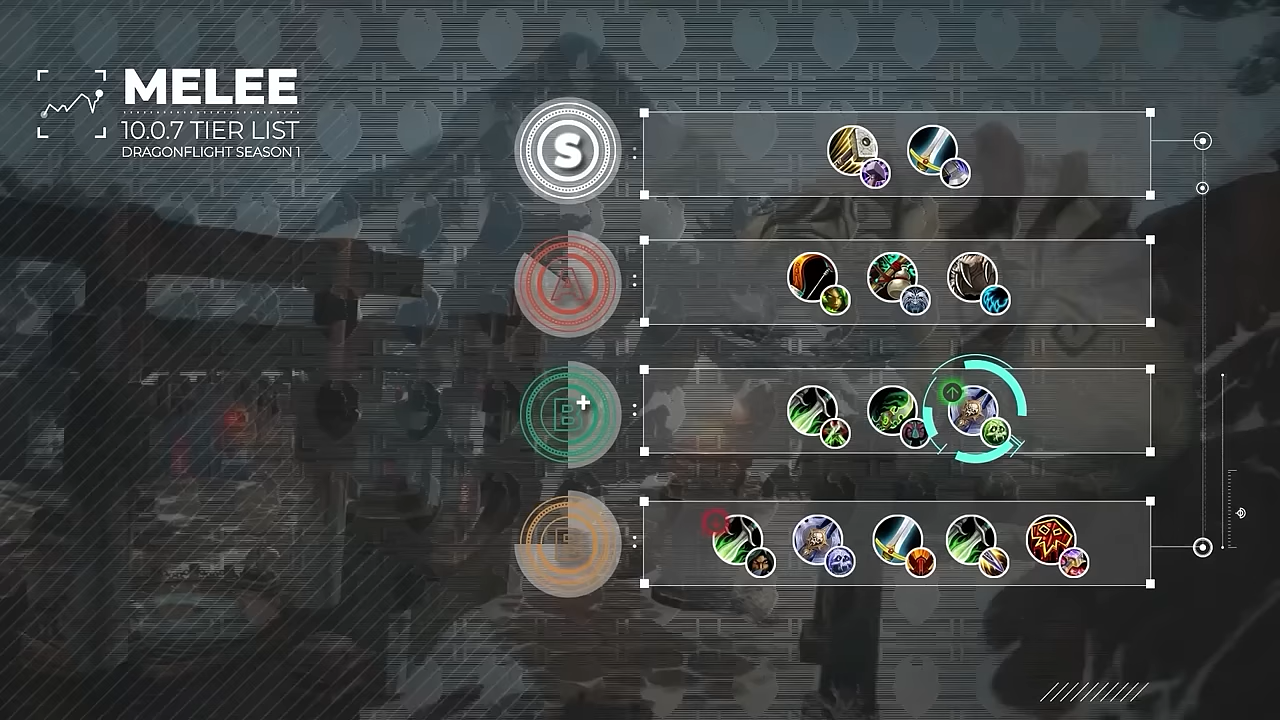 MELEE
10.0.7 TIER LIST
DRAGONFLIGHT SEASON 1
S
A
B+
B